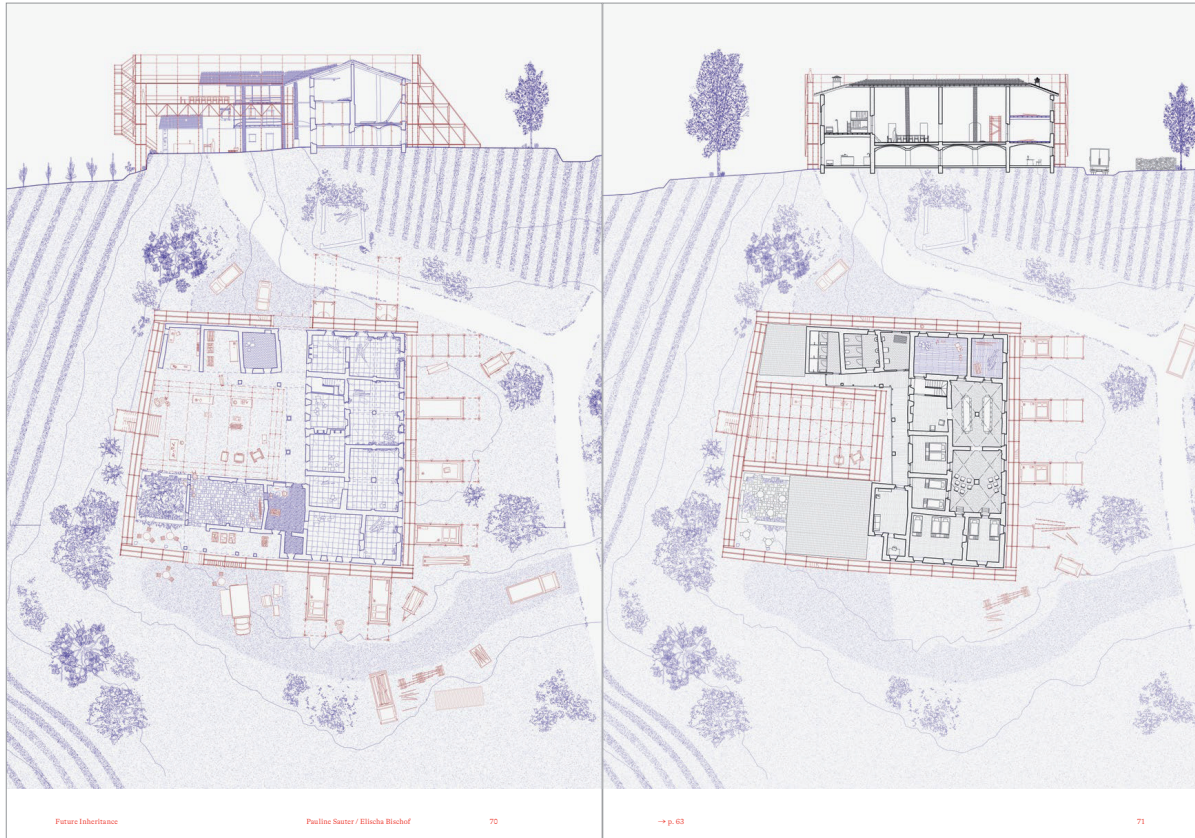 Future Inheritance
Pauline Sauter / Elischa Bischof
70
→ p. 63
71